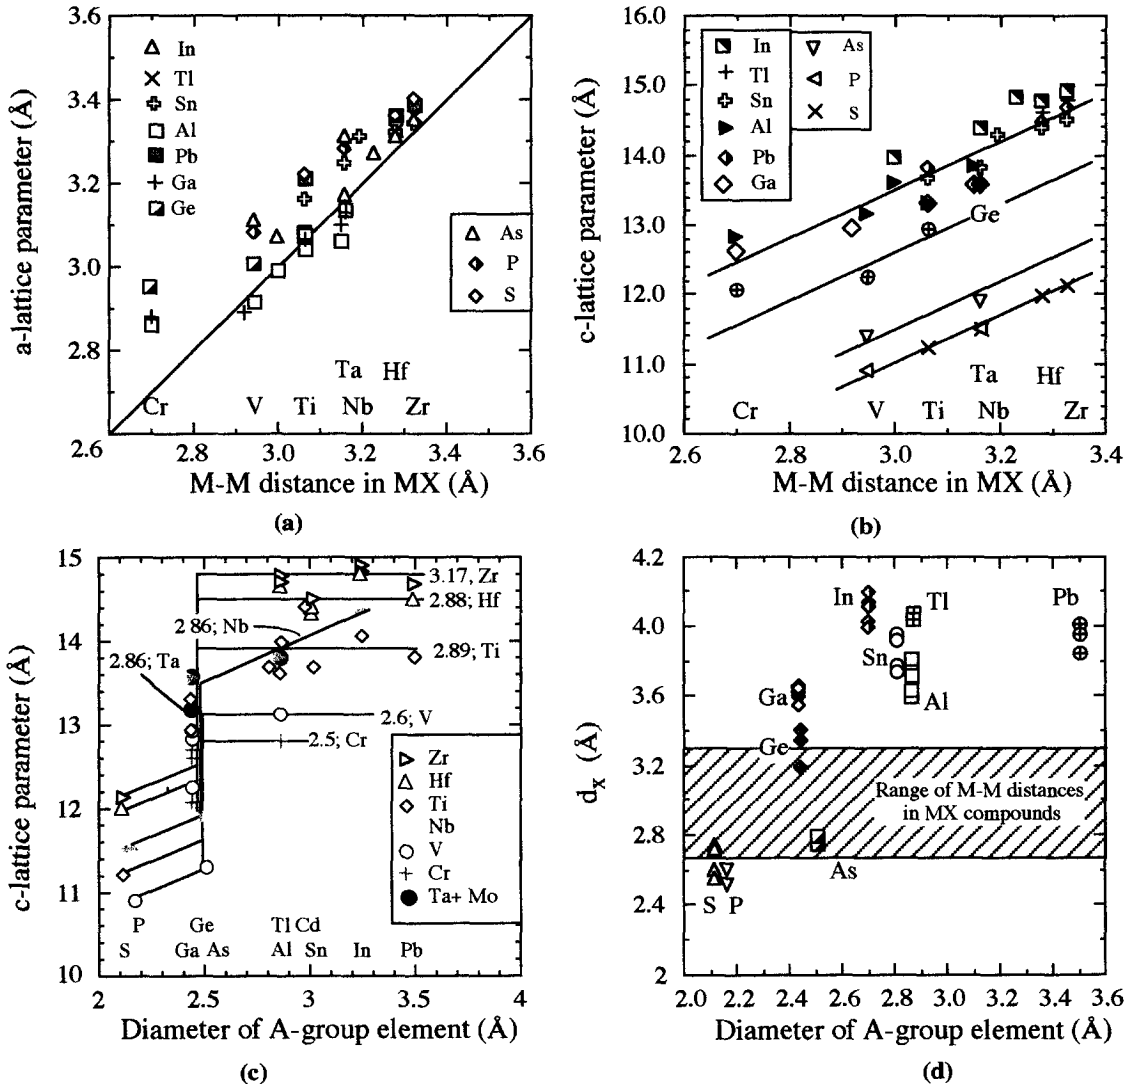 3.6
3.4
3.2
3.0
2.8
2.6
a-lattice parameter (Å)
In
Tl
Sn
Al
Pb
Ga
Ge
As
P
S
Ta
Hf
Cr
V
Ti
Nb
Zr
2.6
2.8
3.0
3.2
3.4
3.6
M-M distance in MX (Å)
(a)
16.0
15.0
14.0
13.0
12.0
11.0
10.0
c-lattice parameter (Å)
In
Tl
Sn
Al
Pb
Ga
As
P
S
Ge
Ta
Hf
Cr
V
Ti
Nb
Zr
2.6
2.8
3.0
3.2
3.4
M-M distance in MX (Å)
(b)
15
14
13
12
11
10
c-lattice parameter (Å)
3.17, Zr
2.88, Hf
2 86; Nb
2.86; Ta
2.89; Ti
2.6; V
2.5; Cr
Zr
Hf
Ti
Nb
V
Cr
Ta+ Mo
P
Ge
Tl Cd
S
Ga As
Al
Sn
In
Pb
2
2.5
3
3.5
4
Diameter of A-group element (Å)
(c)
4.2
4.0
3.6
3.2
2.8
2.4
2
dX (Å)
In
Tl
Pb
Sn
Ga
Al
Ge
Range of M-M distances
in MX compounds
As
S
P
2.0
2.2
2.4
2.6
2.8
3.0
3.2
3.4
3.6
Diameter of A-group element (Å)
(d)